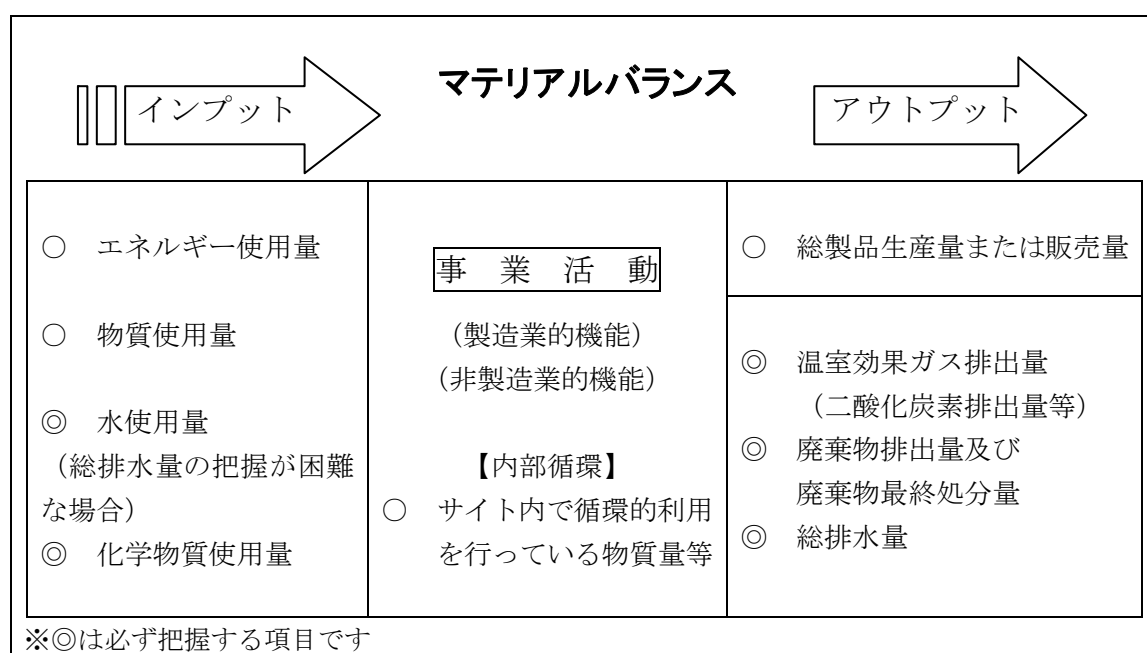 マテリアルバランス
インプット
アウトプット
○ エネルギー使用量
○ 物質使用量
◎ 水使用量
(総排水量の把握が困難
な場合)
◎ 化学物質使用量
事 業 活 動
(製造業的機能)
(非製造業的機能)
【内部循環】
○ サイト内で循環的利用
を行っている物質量等
○ 総製品生産量または販売量
◎ 温室効果ガス排出量
(二酸化炭素排出量等)
◎ 廃棄物排出量及び
廃棄物最終処分量
◎ 総排水量
※◎は必ず把握する項目です